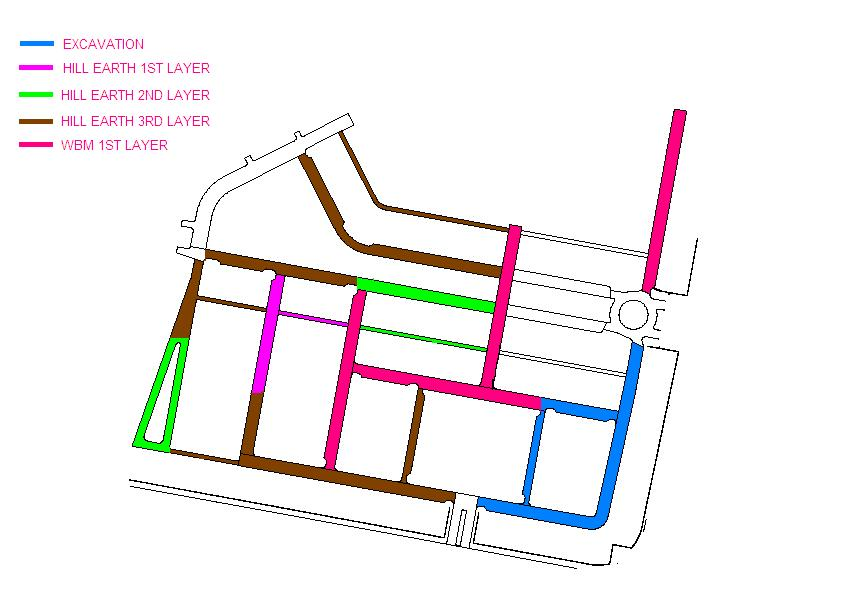 EXCAVATION
HILL EARTH 1ST LAYER
HILL EARTH 2ND LAYER
HILL EARTH 3RD LAYER
WBM 1ST LAYER